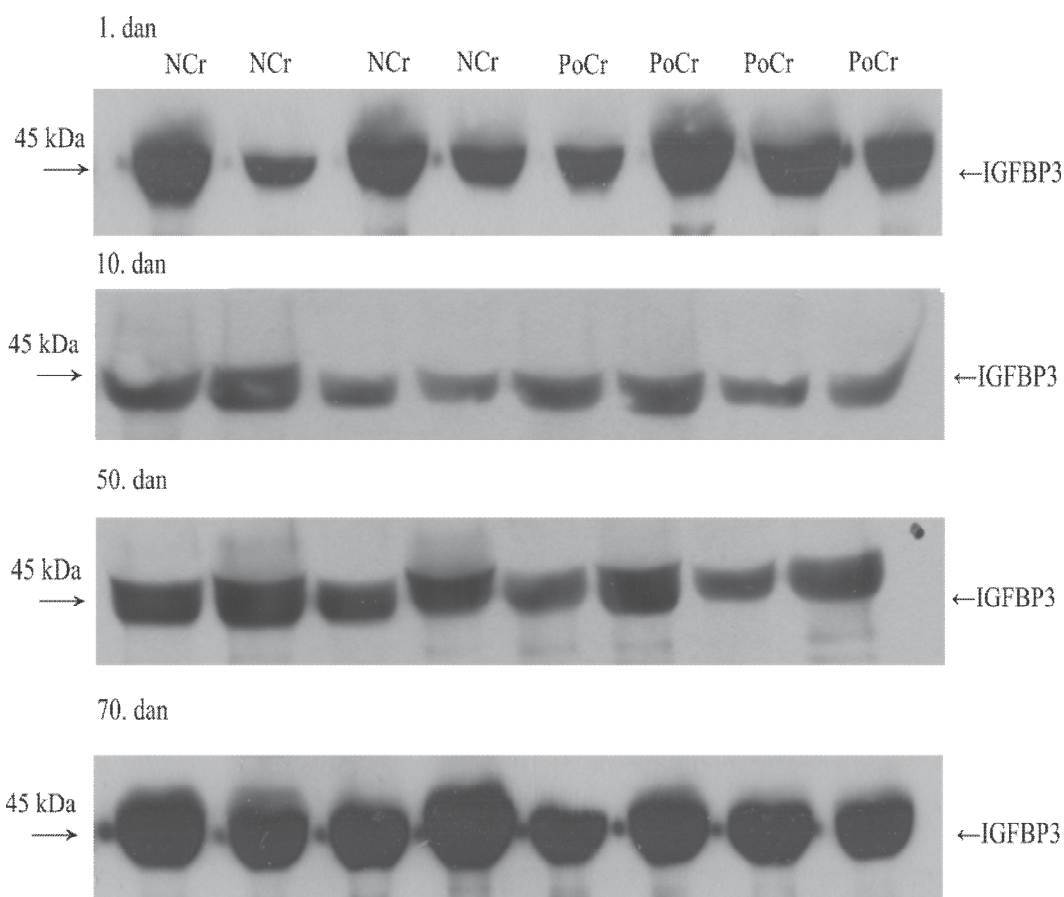 1. dan
NCr NCr NCr NCr PoCr PoCr PoCr PoCr
45 kDa
→ ←IGFBP3
10. dan
45 kDa
→ ←IGFBP3
50. dan
45 kDa
→ ←IGFBP3
70. dan
45 kDa
→ ←IGFBP3